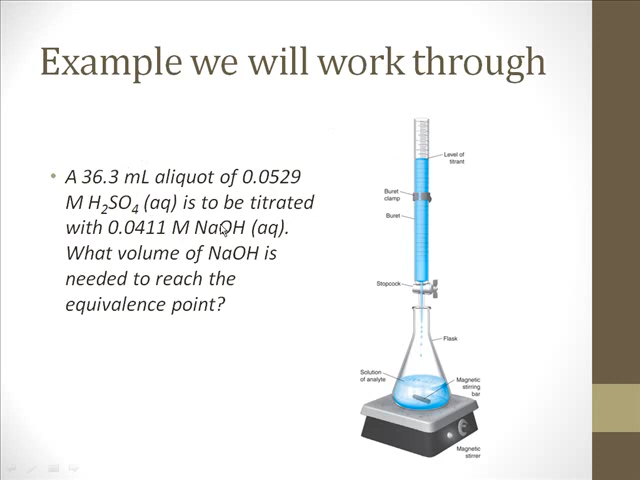 Example we will work through
• A 36.3 mL aliquot of 0.0529
M H₂SO₄ (aq) is to be titrated
with 0.0411 M NaOH (aq).
What volume of NaOH is
needed to reach the
equivalence point?
Level of
titrant
Buret
clamp
Buret
Stopcock
Flask
Solution
of analyte
Magnetic
stirring
bar
Magnetic
stirrer